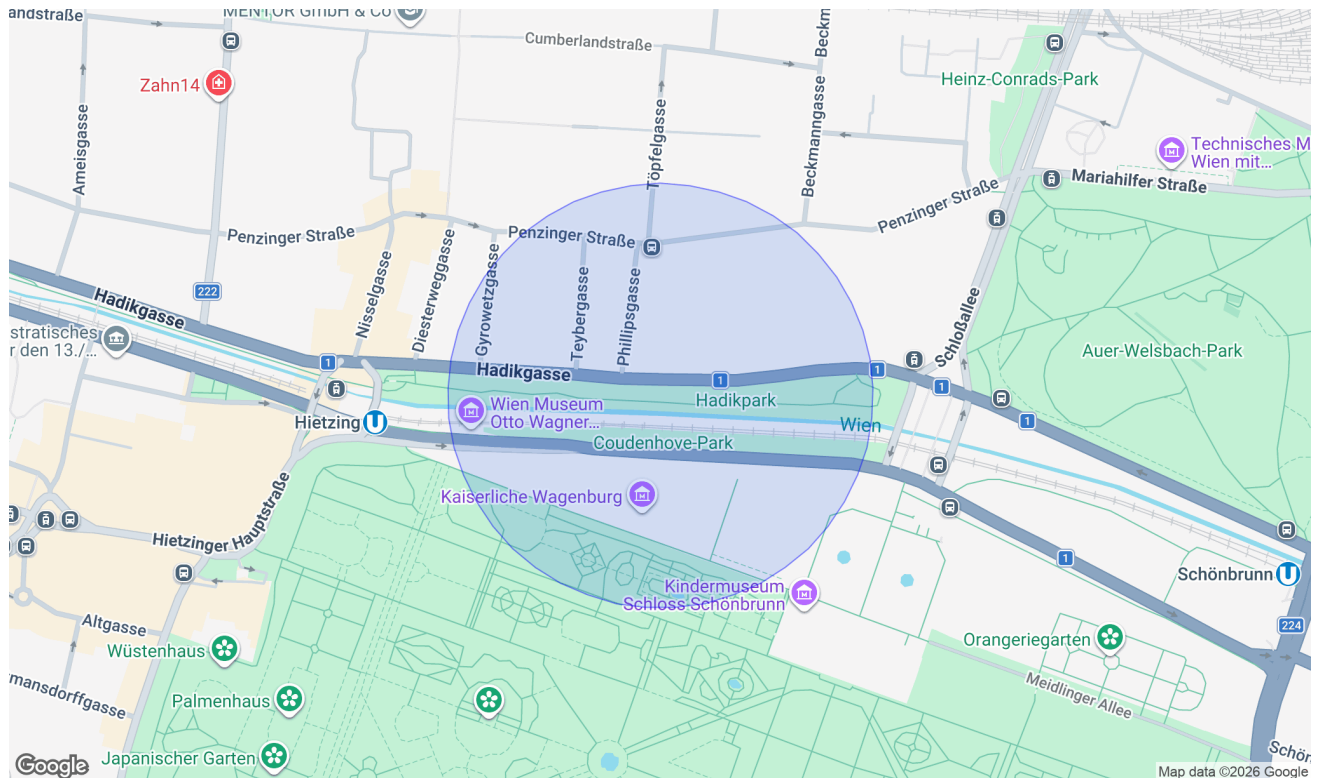 andstraße
MENTOR GmbH & Co
Cumberlandstraße
Beckm
Zahn14
Heinz-Conrads-Park
Ameisgasse
Töpfelgasse
Beckmanngasse
Technisches M
Wien mit...
Mariahilfer Straße
Penzinger Straße
Penzinger Straße
Penzinger Straße
Nisselgasse
Diesterweggasse
Gyrowetzgasse
Teybergasse
Phillipsgasse
222
Hadikgasse
Schloßallee
stratisches
r den 13./...
1
Hadikgasse
1
1
1
Auer-Welsbach-Park
Hadikpark
Wien Museum
Otto Wagner...
Hietzing
Wien
1
Coudenhove-Park
Kaiserliche Wagenburg
Hietzinger Hauptstraße
1
Schönbrunn
Kindermuseum
Schloss Schönbrunn
224
Altgasse
Wüstenhaus
Orangeriegarten
Meidlinger Allee
rmansdorffgasse
Palmenhaus
Japanischer Garten
Schön
Google
Map data ©2026 Google